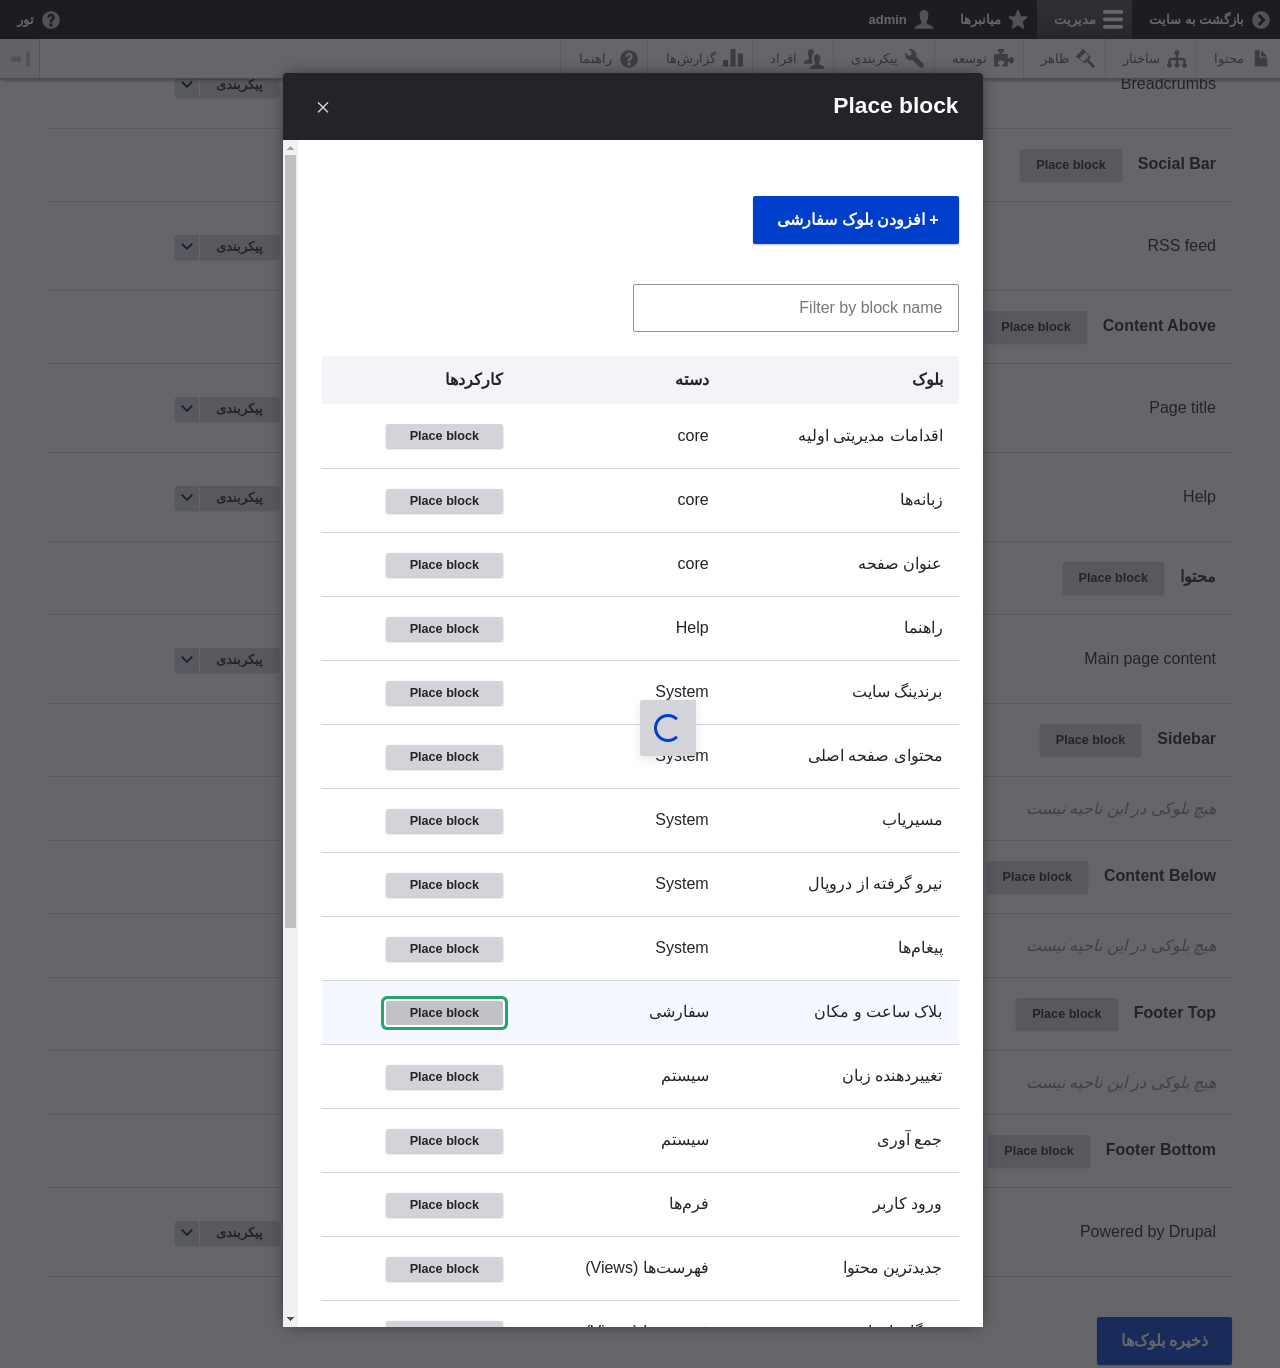 بازگشت به سایت
مدیریت
میانبرها
admin
تور
محتوا
ساختار
ظاهر
توسعه
پیکربندی
افراد
گزارش‌ها
راهنما
Breadcrumbs
پیکربندی
Social Bar
Place block
RSS feed
پیکربندی
Content Above
Place block
Page title
پیکربندی
Help
پیکربندی
محتوا
Place block
Main page content
پیکربندی
Sidebar
Place block
هیچ بلوکی در این ناحیه نیست
Content Below
Place block
هیچ بلوکی در این ناحیه نیست
Footer Top
Place block
هیچ بلوکی در این ناحیه نیست
Footer Bottom
Place block
Powered by Drupal
پیکربندی
ذخیره بلوک‌ها
Place block
+ افزودن بلوک سفارشی
Filter by block name
بلوک دسته کارکردها
اقدامات مدیریتی اولیه core Place block
زبانه‌ها core Place block
عنوان صفحه core Place block
راهنما Help Place block
برندینگ سایت System Place block
محتوای صفحه اصلی System Place block
مسیریاب System Place block
نیرو گرفته از دروپال System Place block
پیغام‌ها System Place block
بلاک ساعت و مکان سفارشی Place block
تغییردهنده زبان سیستم Place block
جمع آوری سیستم Place block
ورود کاربر فرم‌ها Place block
جدیدترین محتوا فهرست‌ها (Views) Place block